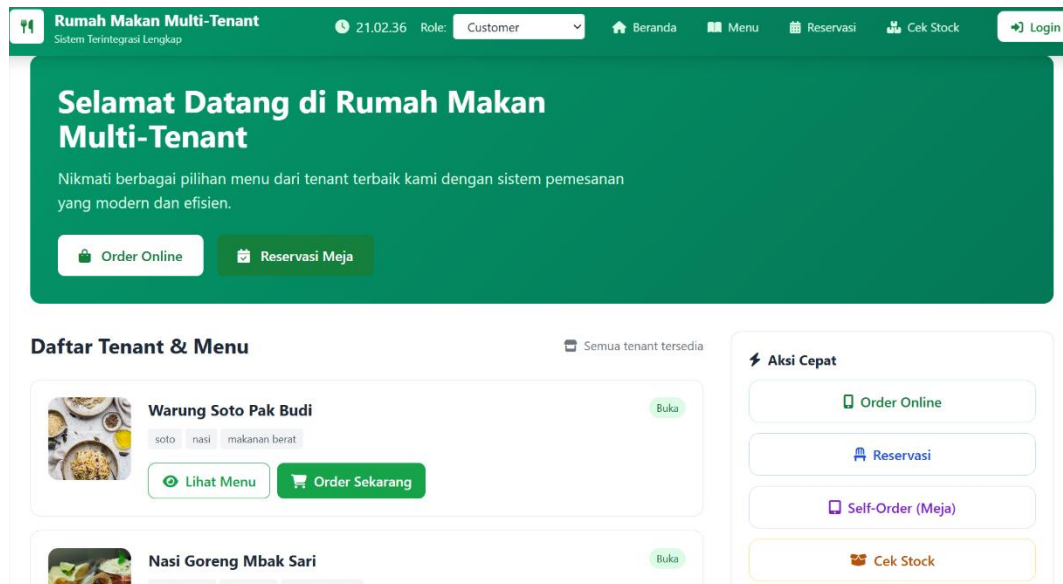 Rumah Makan Multi-Tenant
Sistem Terintegrasi Lengkap
21.02.36 Role: Customer Beranda Menu Reservasi Cek Stock Login
Selamat Datang di Rumah Makan
Multi-Tenant
Nikmati berbagai pilihan menu dari tenant terbaik kami dengan sistem pemesanan
yang modern dan efisien.
Order Online Reservasi Meja
Daftar Tenant & Menu
Semua tenant tersedia
Warung Soto Pak Budi
Buka
soto nasi makanan berat
Lihat Menu Order Sekarang
Nasi Goreng Mbak Sari
Buka
Aksi Cepat
Order Online
Reservasi
Self-Order (Meja)
Cek Stock